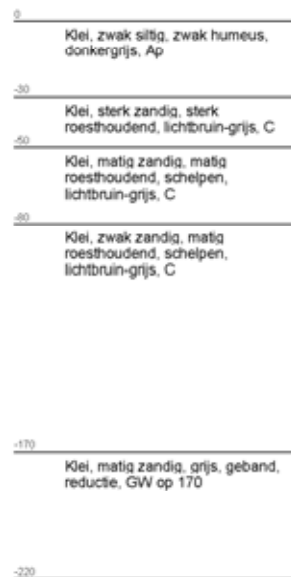 0
Klei, zwak siltig, zwak humeus,
donkergrijs, Ap
-30
Klei, sterk zandig, sterk
roesthoudend, lichtbruin-grijs, C
-50
Klei, matig zandig, matig
roesthoudend, schelpen,
lichtbruin-grijs, C
-80
Klei, zwak zandig, matig
roesthoudend, schelpen,
lichtbruin-grijs, C
-170
Klei, matig zandig, grijs, geband,
reductie, GW op 170
-220